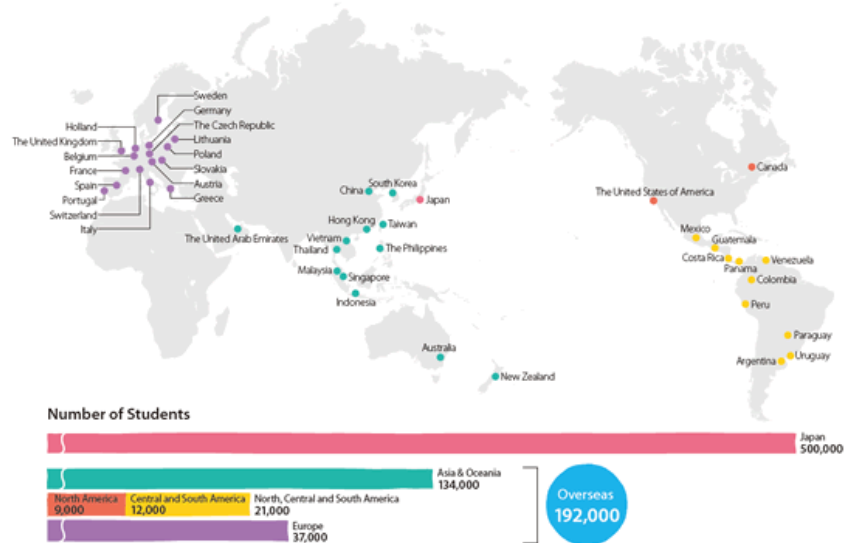 Sweden
Germany
The Czech Republic
Lithuania
Poland
Slovakia
Austria
Greece
Holland
The United Kingdom
Belgium
France
Spain
Portugal
Switzerland
Italy
The United Arab Emirates
China
South Korea
Japan
Hong Kong
Taiwan
Vietnam
Thailand
The Philippines
Malaysia
Singapore
Indonesia
Australia
New Zealand
Canada
The United States of America
Mexico
Guatemala
Costa Rica
Panama
Venezuela
Colombia
Peru
Paraguay
Uruguay
Argentina
Number of Students
Japan
500,000
Asia & Oceania
134,000
North America
9,000
Central and South America
12,000
North, Central and South America
21,000
Europe
37,000
Overseas
192,000